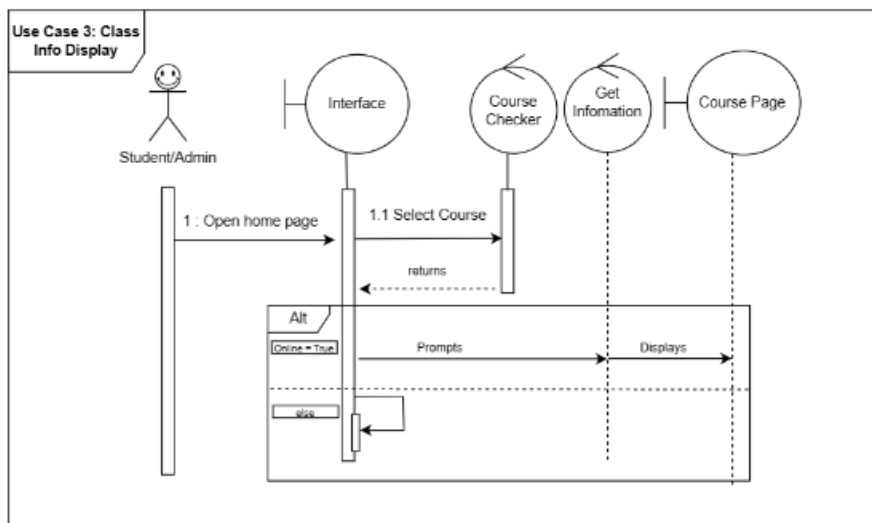 Use Case 3: Class
Info Display
Student/Admin
Interface
Course
Checker
Get
Infomation
Course Page
1 : Open home page
1.1 Select Course
returns
Alt
Online = True
Prompts
Displays
else